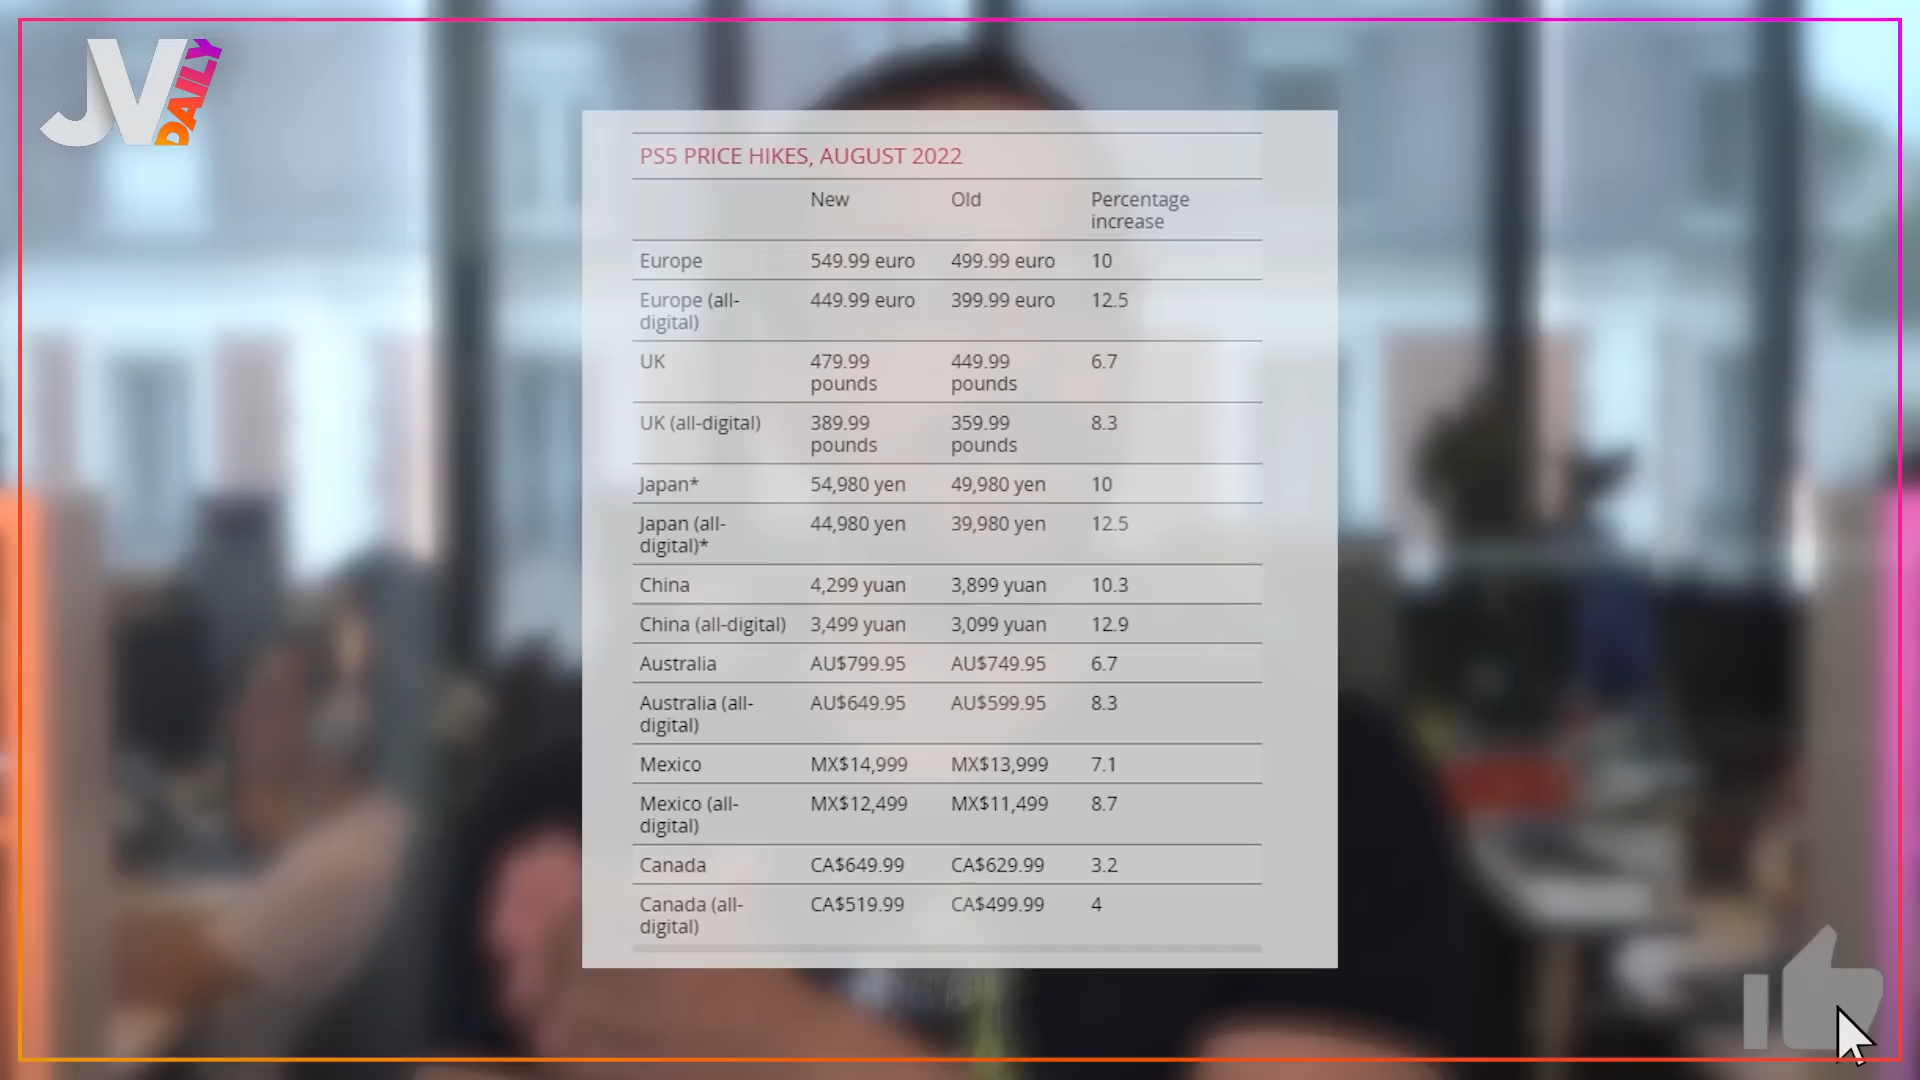 JV DAILY
PS5 PRICE HIKES, AUGUST 2022
New Old Percentage
increase
Europe 549.99 euro 499.99 euro 10
Europe (all- 449.99 euro 399.99 euro 12.5
digital)
UK 479.99 449.99 6.7
pounds pounds
UK (all-digital) 389.99 359.99 8.3
pounds pounds
Japan* 54,980 yen 49,980 yen 10
Japan (all- 44,980 yen 39,980 yen 12.5
digital)*
China 4,299 yuan 3,899 yuan 10.3
China (all-digital) 3,499 yuan 3,099 yuan 12.9
Australia AU$799.95 AU$749.95 6.7
Australia (all- AU$649.95 AU$599.95 8.3
digital)
Mexico MX$14,999 MX$13,999 7.1
Mexico (all- MX$12,499 MX$11,499 8.7
digital)
Canada CA$649.99 CA$629.99 3.2
Canada (all- CA$519.99 CA$499.99 4
digital)